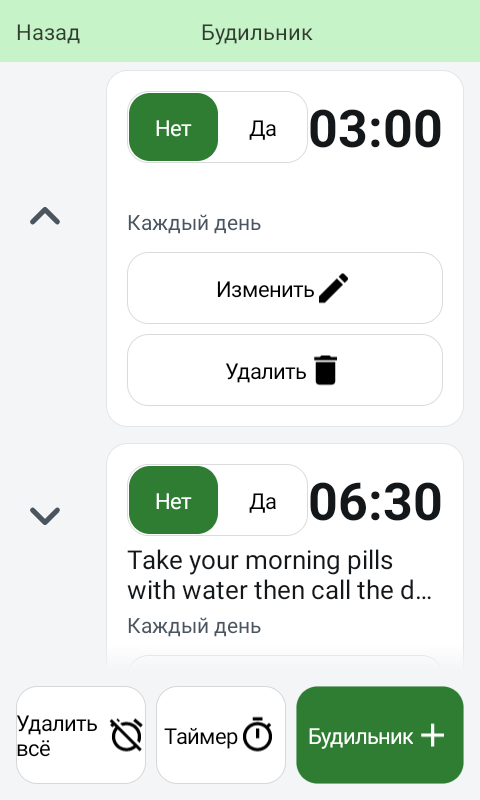 Назад
Будильник
Нет
Да
03:00
Каждый день
Изменить
Удалить
Нет
Да
06:30
Take your morning pills
with water then call the d...
Каждый день
Удалить
всё
Таймер
Будильник